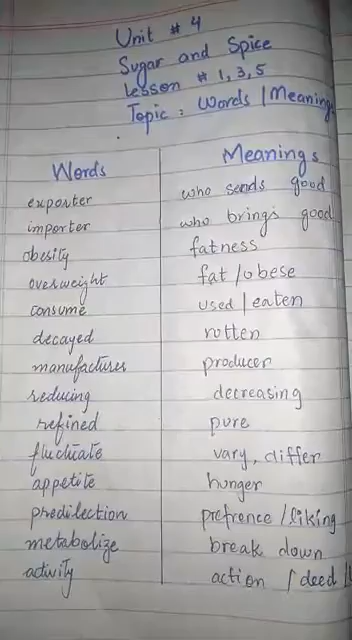 Unit # 4
Sugar and Spice
Lesson # 1, 3, 5
Topic : Words / Meaning
Words Meanings
exporter who sends good
importer who brings good
obesity fatness
overweight fat / obese
consume used / eaten
decayed rotten
manufacturer producer
reducing decreasing
refined pure
fluctuate vary, differ
appetite hunger
predilection prefrence / liking
metabolize break down
activity action / deed /